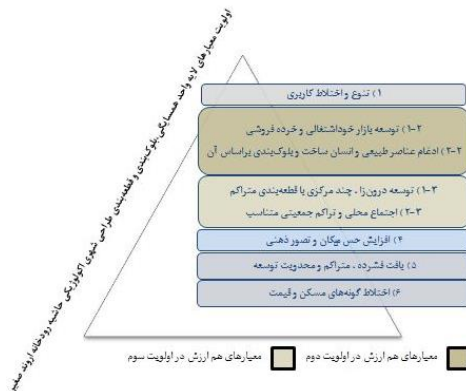 اولویت معیارهای لایه واحد همسایگی،بلوک‌بندی و قطعه‌بندی طراحی شهری اکولوژیکی حاشیه رودخانه اروند صغیر
۱) تنوع و اختلاط کاربری
۲-۱) توسعه بازار خوداشتغالی و خرده فروشی
۲-۲) ادغام عناصر طبیعی و انسان ساخت و بلوک‌بندی براساس آن
۳-۱) توسعه درون‌زا ، چند مرکزی با قطعه‌بندی متراکم
۳-۲) اجتماع محلی و تراکم جمعیتی متناسب
۴) افزایش حس مکان و تصور ذهنی
۵) بافت فشرده ، متراکم و محدویت توسعه
۶) اختلاط گونه‌های مسکن و قیمت
معیارهای هم ارزش در اولویت دوم
معیارهای هم ارزش در اولویت سوم